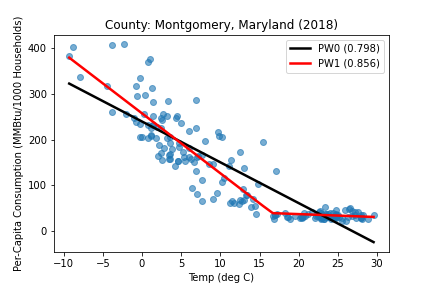 County: Montgomery, Maryland (2018)
Per-Capita Consumption (MMBtu/1000 Households)
400
300
200
100
0
PW0 (0.798)
PW1 (0.856)
−10 −5 0 5 10 15 20 25 30
Temp (deg C)